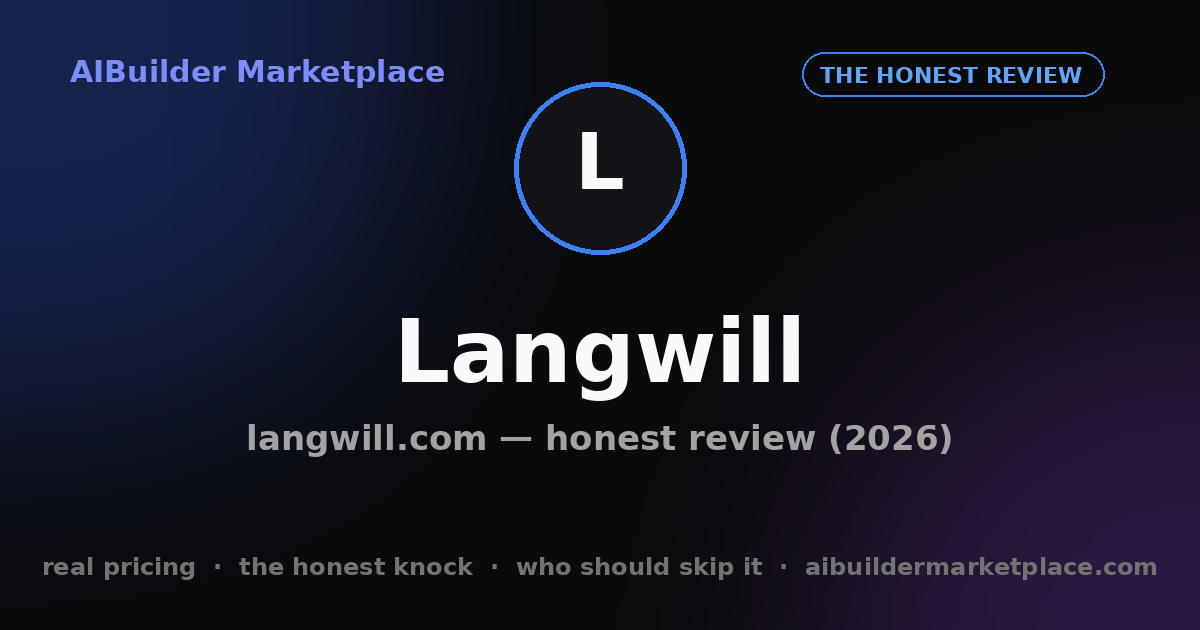 AIBuilder Marketplace
THE HONEST REVIEW
L
Langwill
langwill.com — honest review (2026)
real pricing · the honest knock · who should skip it · aibuildermarketplace.com